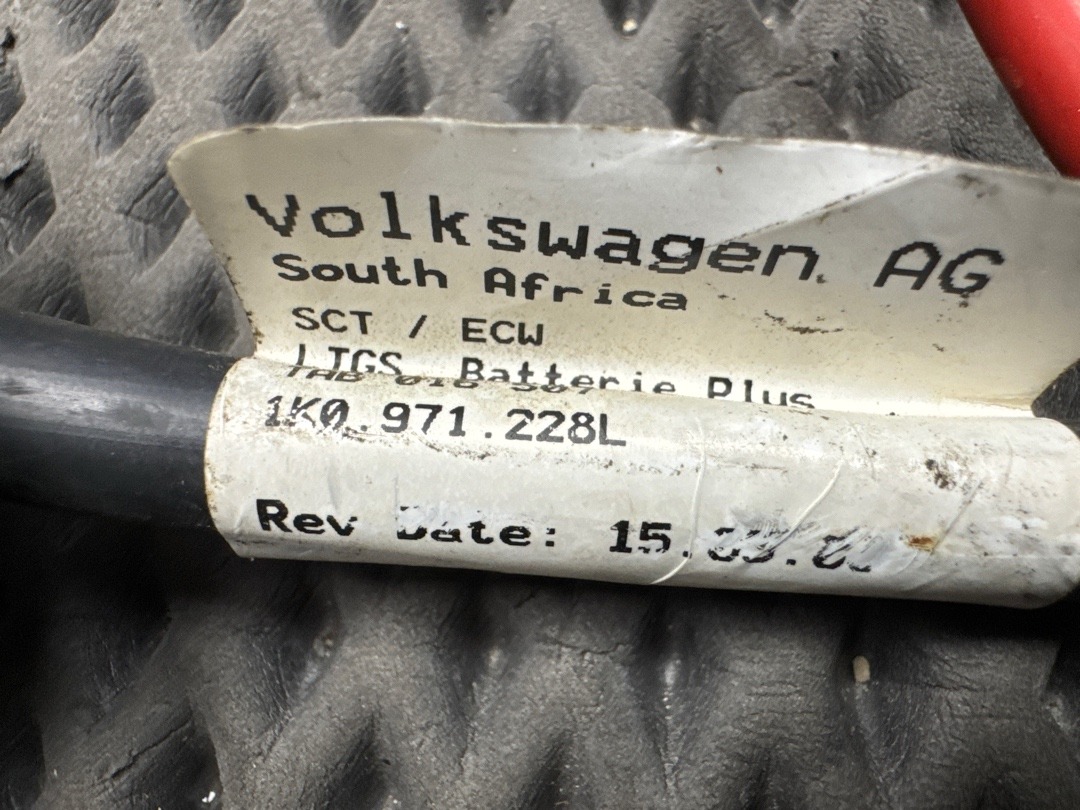 Volkswagen AG
South Africa
SCT / ECW
LTGS Batterie Plus
1K0.971.228L
Rev Date: 15.